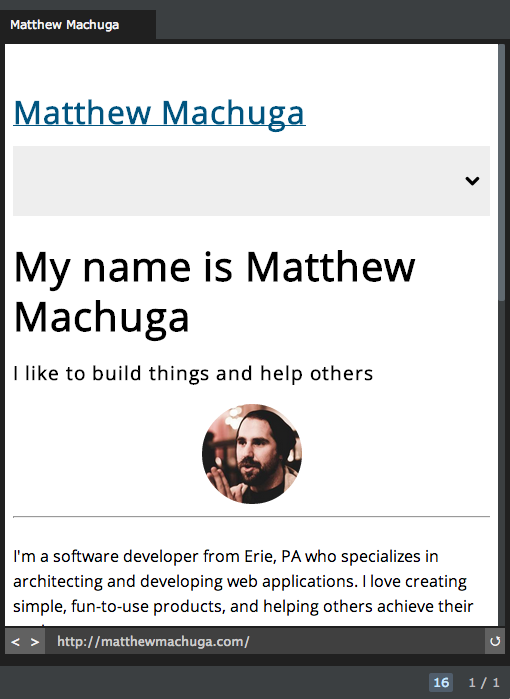 Matthew Machuga
Matthew Machuga
My name is Matthew
Machuga
I like to build things and help others
I'm a software developer from Erie, PA who specializes in
architecting and developing web applications. I love creating
simple, fun-to-use products, and helping others achieve their
< > http://matthewmachuga.com/ ↺
16 1 / 1